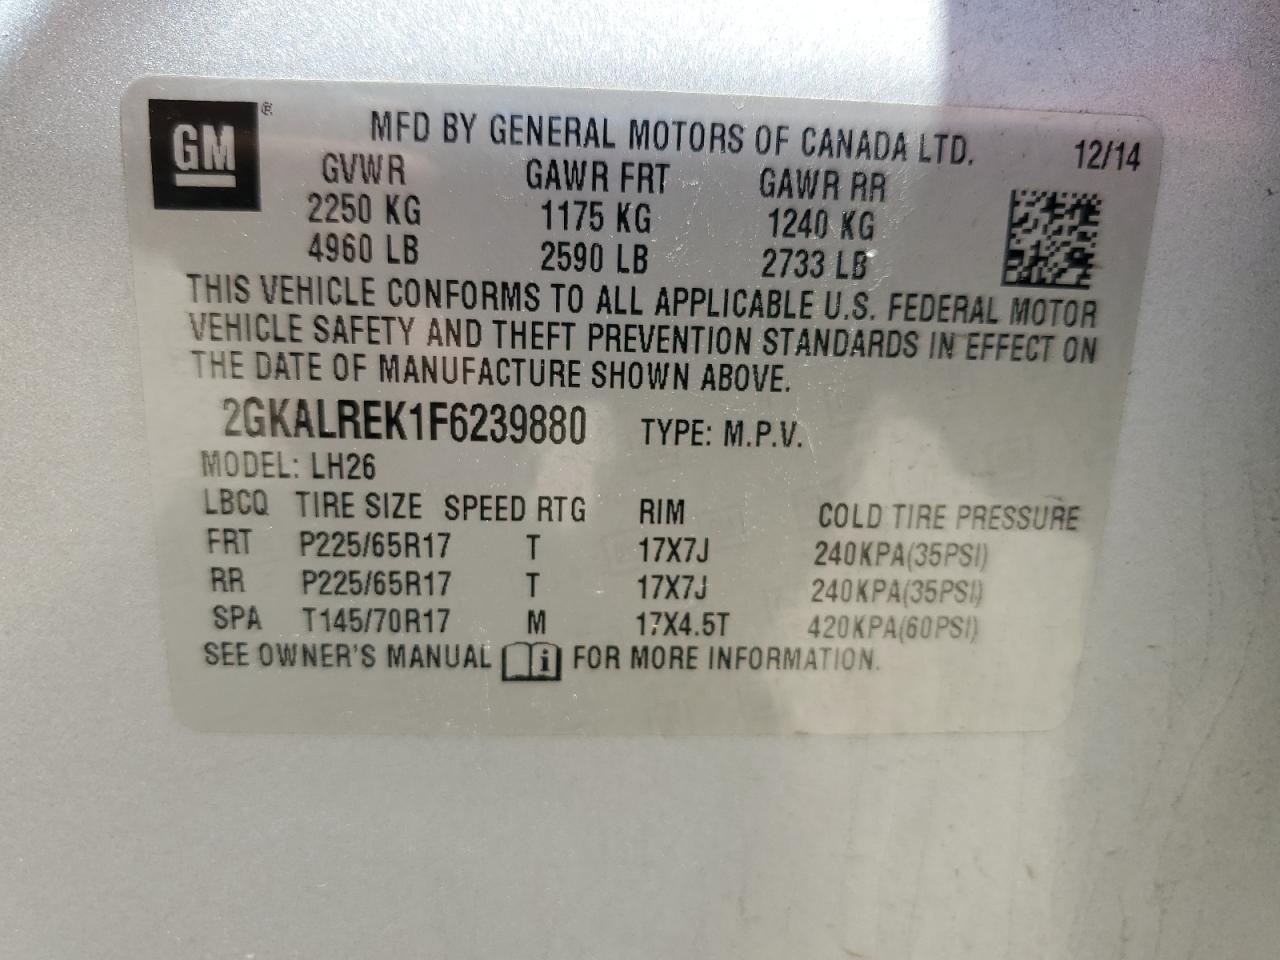 GM ®
MFD BY GENERAL MOTORS OF CANADA LTD. 12/14
GVWR GAWR FRT GAWR RR
2250 KG 1175 KG 1240 KG
4960 LB 2590 LB 2733 LB
THIS VEHICLE CONFORMS TO ALL APPLICABLE U.S. FEDERAL MOTOR
VEHICLE SAFETY AND THEFT PREVENTION STANDARDS IN EFFECT ON
THE DATE OF MANUFACTURE SHOWN ABOVE.
2GKALREK1F6239880 TYPE: M.P.V.
MODEL: LH26
LBCQ TIRE SIZE SPEED RTG RIM COLD TIRE PRESSURE
FRT P225/65R17 T 17X7J 240KPA(35PSI)
RR P225/65R17 T 17X7J 240KPA(35PSI)
SPA T145/70R17 M 17X4.5T 420KPA(60PSI)
SEE OWNER'S MANUAL i FOR MORE INFORMATION.